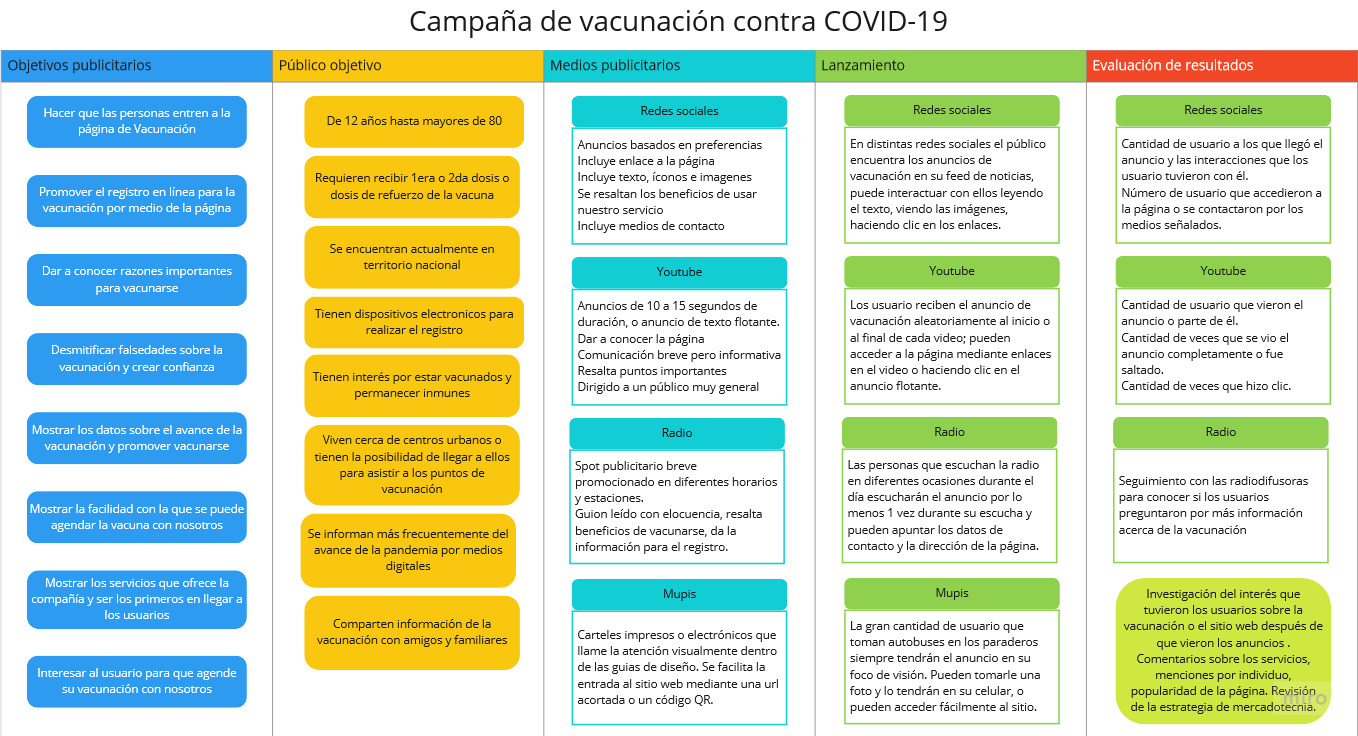 Campaña de vacunación contra COVID-19
Objetivos publicitarios
Hacer que las personas entren a la
página de Vacunación
Promover el registro en línea para la
vacunación por medio de la página
Dar a conocer razones importantes
para vacunarse
Desmitificar falsedades sobre la
vacunación y crear confianza
Mostrar los datos sobre el avance de la
vacunación y promover vacunarse
Mostrar la facilidad con la que se puede
agendar la vacuna con nosotros
Mostrar los servicios que ofrece la
compañía y ser los primeros en llegar a
los usuarios
Interesar al usuario para que agende
su vacunación con nosotros
Público objetivo
De 12 años hasta mayores de 80
Requieren recibir 1era o 2da dosis o
dosis de refuerzo de la vacuna
Se encuentran actualmente en
territorio nacional
Tienen dispositivos electronicos para
realizar el registro
Tienen interés por estar vacunados y
permanecer inmunes
Viven cerca de centros urbanos o
tienen la posibilidad de llegar a ellos
para asistir a los puntos de
vacunación
Se informan más frecuentemente del
avance de la pandemia por medios
digitales
Comparten información de la
vacunación con amigos y familiares
Medios publicitarios
Redes sociales
Anuncios basados en preferencias
Incluye enlace a la página
Incluye texto, íconos e imagenes
Se resaltan los beneficios de usar
nuestro servicio
Incluye medios de contacto
Youtube
Anuncios de 10 a 15 segundos de
duración, o anuncio de texto flotante.
Dar a conocer la página
Comunicación breve pero informativa
Resalta puntos importantes
Dirigido a un público muy general
Radio
Spot publicitario breve
promocionado en diferentes horarios
y estaciones.
Guion leído con elocuencia, resalta
beneficios de vacunarse, da la
información para el registro.
Mupis
Carteles impresos o electrónicos que
llame la atención visualmente dentro
de las guias de diseño. Se facilita la
entrada al sitio web mediante una url
acortada o un código QR.
Lanzamiento
Redes sociales
En distintas redes sociales el público
encuentra los anuncios de
vacunación en su feed de noticias,
puede interactuar con ellos leyendo
el texto, viendo las imágenes,
haciendo clic en los enlaces.
Youtube
Los usuario reciben el anuncio de
vacunación aleatoriamente al inicio o
al final de cada video; pueden
acceder a la página mediante enlaces
en el video o haciendo clic en el
anuncio flotante.
Radio
Las personas que escuchan la radio
en diferentes ocasiones durante el
día escucharán el anuncio por lo
menos 1 vez durante su escucha y
pueden apuntar los datos de
contacto y la dirección de la página.
Mupis
La gran cantidad de usuario que
toman autobuses en los paraderos
siempre tendrán el anuncio en su
foco de visión. Pueden tomarle una
foto y lo tendrán en su celular, o
pueden acceder fácilmente al sitio.
Evaluación de resultados
Redes sociales
Cantidad de usuario a los que llegó el
anuncio y las interacciones que los
usuario tuvieron con él.
Número de usuario que accedieron a
la página o se contactaron por los
medios señalados.
Youtube
Cantidad de usuario que vieron el
anuncio o parte de él.
Cantidad de veces que se vio el
anuncio completamente o fue
saltado.
Cantidad de veces que hizo clic.
Radio
Seguimiento con las radiodifusoras
para conocer si los usuarios
preguntaron por más información
acerca de la vacunación
Investigación del interés que
tuvieron los usuarios sobre la
vacunación o el sitio web después de
que vieron los anuncios .
Comentarios sobre los servicios,
menciones por individuo,
popularidad de la página. Revisión
de la estrategia de mercadotecnia.
miro